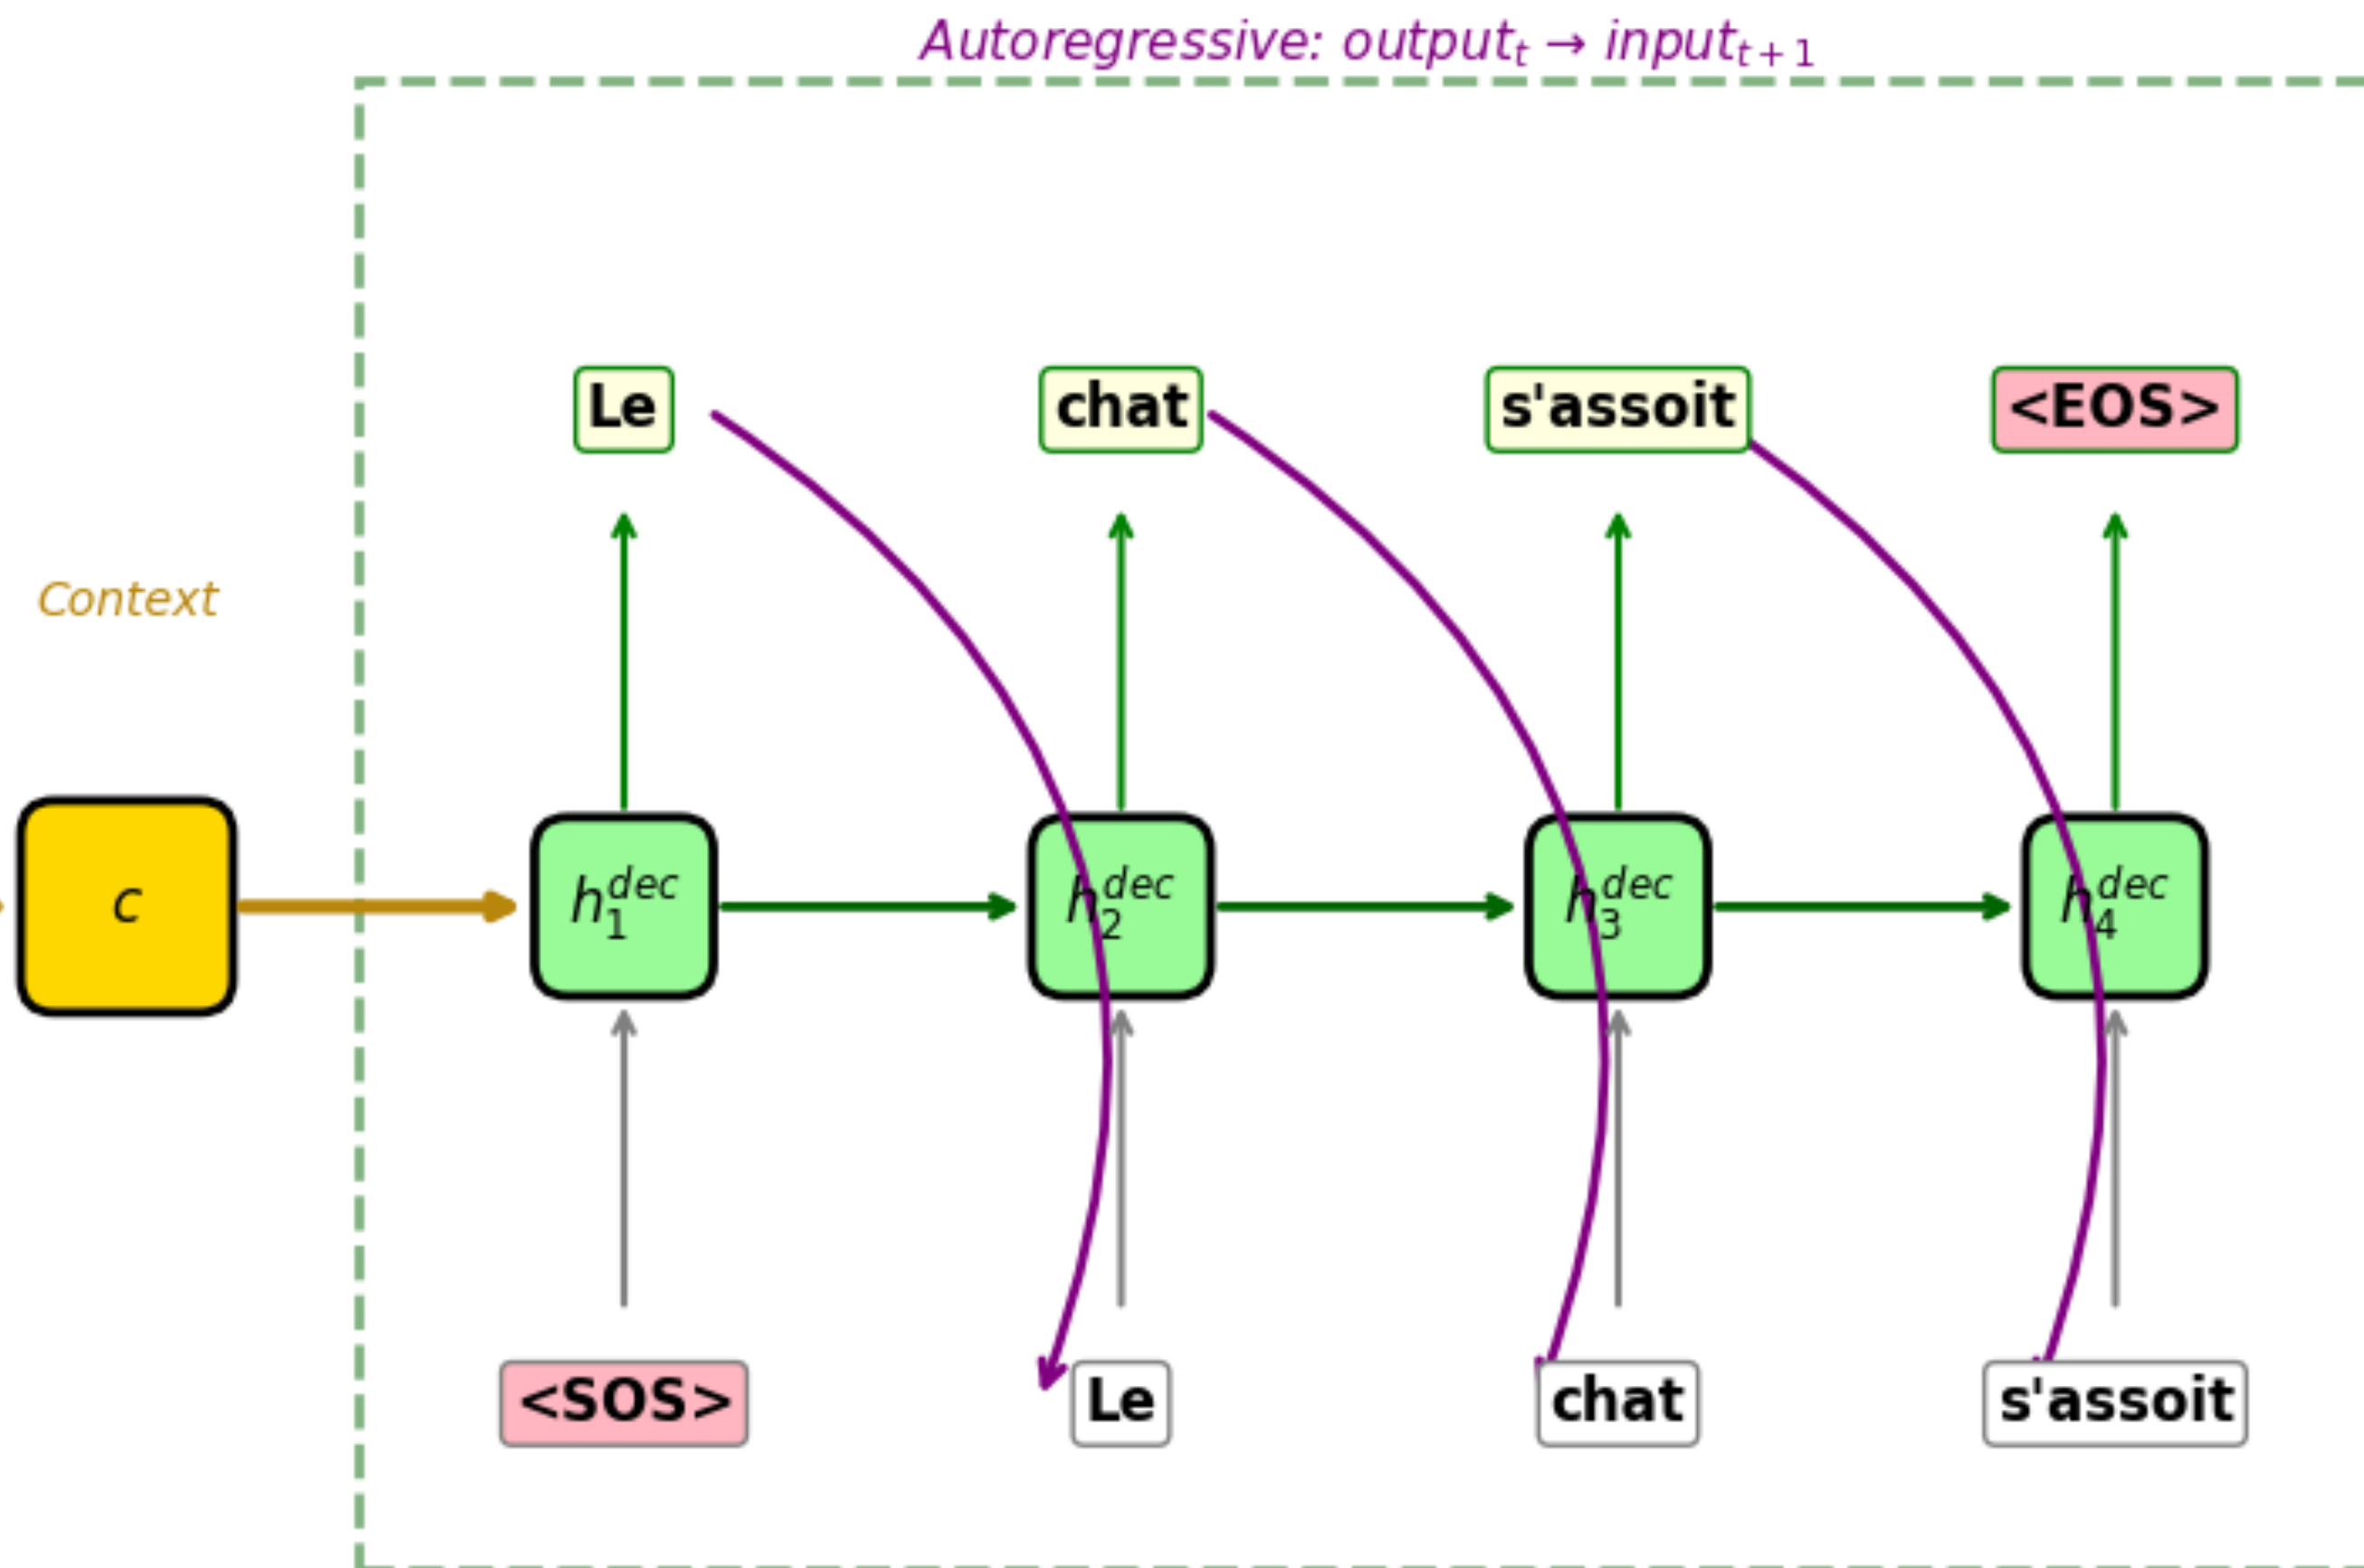 Autoregressive: output_t → input_{t+1}
Le chat s'assoit <EOS>
Context
c h_1^{dec} h_2^{dec} h_3^{dec} h_4^{dec}
<SOS> Le chat s'assoit